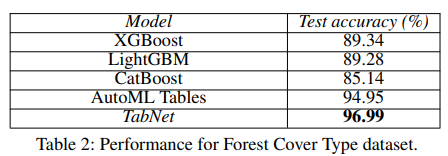 Model Test accuracy (%)
XGBoost 89.34
LightGBM 89.28
CatBoost 85.14
AutoML Tables 94.95
TabNet 96.99
Table 2: Performance for Forest Cover Type dataset.